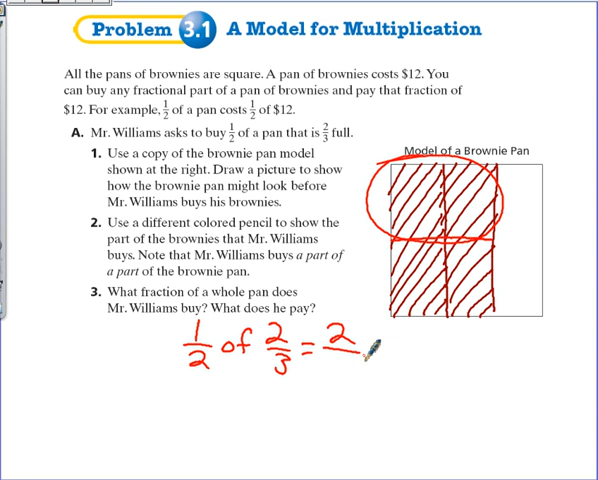 Problem 3.1 A Model for Multiplication
All the pans of brownies are square. A pan of brownies costs $12. You
can buy any fractional part of a pan of brownies and pay that fraction of
$12. For example, 1/2 of a pan costs 1/2 of $12.
A. Mr. Williams asks to buy 1/2 of a pan that is 2/3 full.
1. Use a copy of the brownie pan model
shown at the right. Draw a picture to show
how the brownie pan might look before
Mr. Williams buys his brownies.
2. Use a different colored pencil to show the
part of the brownies that Mr. Williams
buys. Note that Mr. Williams buys a part of
a part of the brownie pan.
3. What fraction of a whole pan does
Mr. Williams buy? What does he pay?
Model of a Brownie Pan
1/2 of 2/3 = 2/